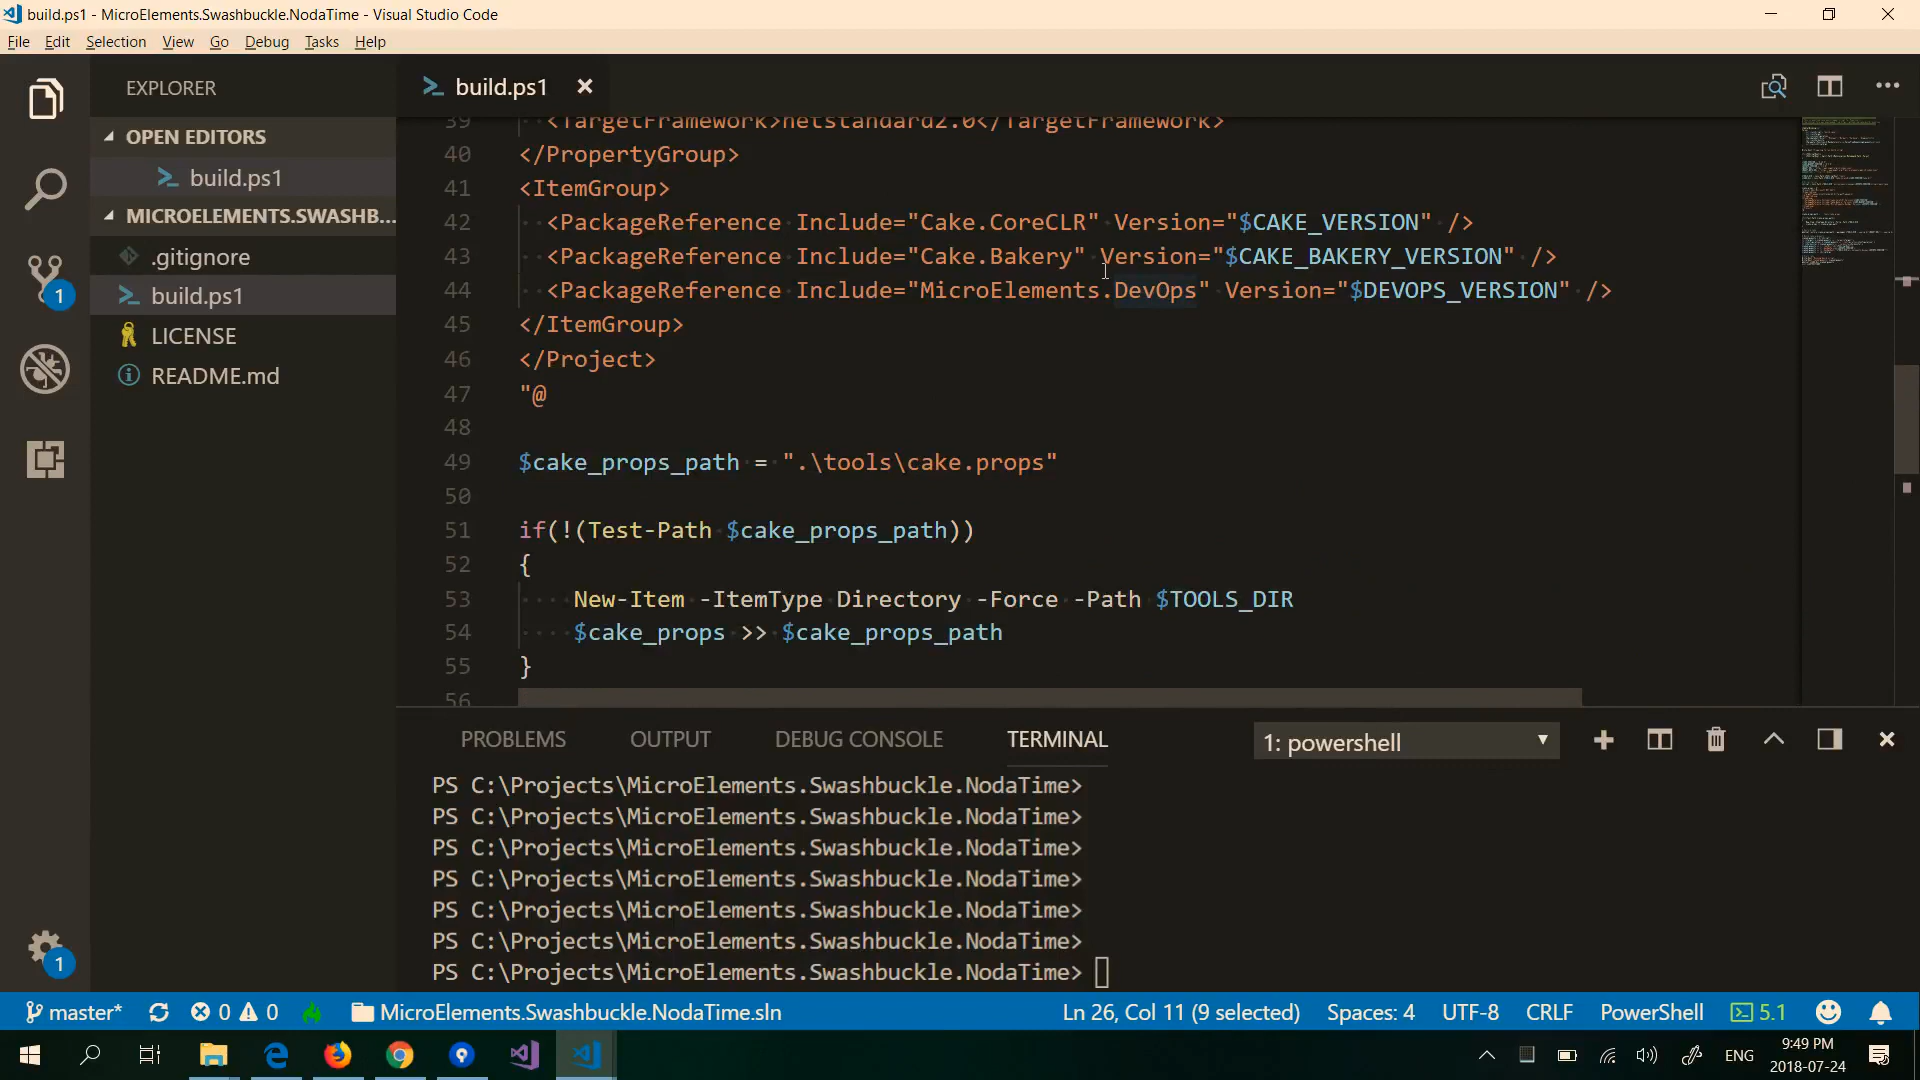 build.ps1 - MicroElements.Swashbuckle.NodaTime - Visual Studio Code
File Edit Selection View Go Debug Tasks Help
EXPLORER
OPEN EDITORS
build.ps1
MICROELEMENTS.SWASHB...
.gitignore
build.ps1
LICENSE
README.md
1
1
build.ps1
39 <TargetFramework>netstandard2.0</TargetFramework>
40 </PropertyGroup>
41 <ItemGroup>
42 <PackageReference Include="Cake.CoreCLR" Version="$CAKE_VERSION" />
43 <PackageReference Include="Cake.Bakery" Version="$CAKE_BAKERY_VERSION" />
44 <PackageReference Include="MicroElements.DevOps" Version="$DEVOPS_VERSION" />
45 </ItemGroup>
46 </Project>
47 "@
48
49 $cake_props_path = ".\tools\cake.props"
50
51 if(!(Test-Path $cake_props_path))
52 {
53 New-Item -ItemType Directory -Force -Path $TOOLS_DIR
54 $cake_props >> $cake_props_path
55 }
56
PROBLEMS OUTPUT DEBUG CONSOLE TERMINAL 1: powershell
PS C:\Projects\MicroElements.Swashbuckle.NodaTime>
PS C:\Projects\MicroElements.Swashbuckle.NodaTime>
PS C:\Projects\MicroElements.Swashbuckle.NodaTime>
PS C:\Projects\MicroElements.Swashbuckle.NodaTime>
PS C:\Projects\MicroElements.Swashbuckle.NodaTime>
PS C:\Projects\MicroElements.Swashbuckle.NodaTime>
PS C:\Projects\MicroElements.Swashbuckle.NodaTime>
master* 0 0 MicroElements.Swashbuckle.NodaTime.sln Ln 26, Col 11 (9 selected) Spaces: 4 UTF-8 CRLF PowerShell 5.1
ENG 9:49 PM
2018-07-24